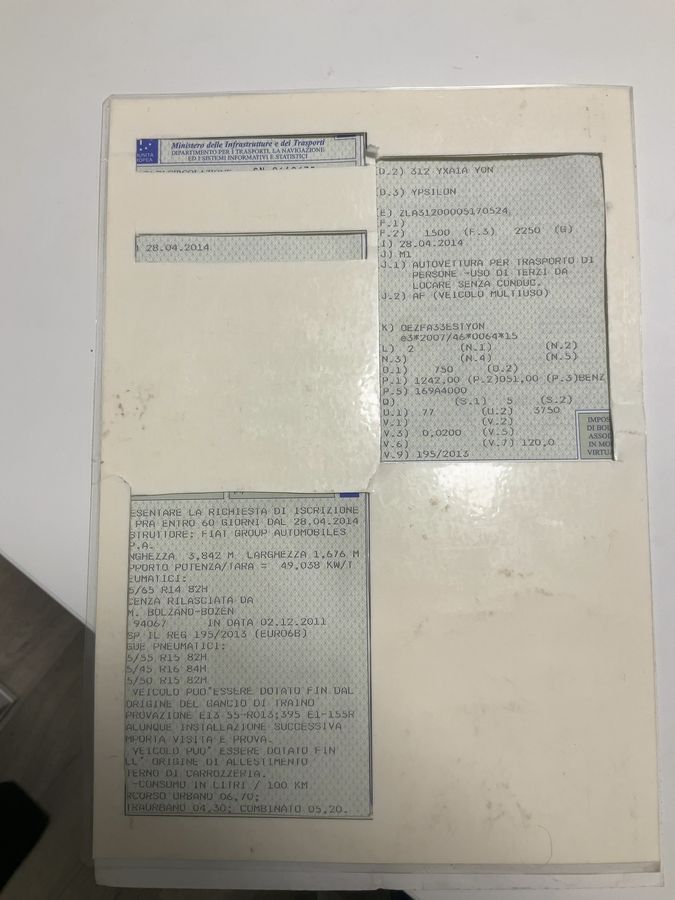 Ministero delle Infrastrutture e dei Trasporti
DIPARTIMENTO PER I TRASPORTI, LA NAVIGAZIONE
ED I SISTEMI INFORMATIVI E STATISTICI
28.04.2014
D.2) 312 YXA1A YON
D.3) YPSILON
E) ZLA31200005170524
F.1)
F.2) 1500 (F.3) 2250 (G)
I) 28.04.2014
J) M1
J.1) AUTOVETTURA PER TRASPORTO DI
PERSONE -USO DI TERZI DA
LOCARE SENZA CONDUC.
J.2) AF (VEICOLO MULTIUSO)
K) OEZFA33ESTYON
e3*2007/46*0064*15
L) 2 (N.1) (N.2)
N.3) (N.4) (N.5)
O.1) 750 (O.2)
P.1) 1242,00 (P.2)051,00 (P.3)BENZ
P.5) 169A4000
Q) (S.1) 5 (S.2)
U.1) 77 (U.2) 3750
V.1) (V.2)
V.3) 0,0200 (V.5)
V.6) (V.7) 120,0
V.9) 195/2013
IMPOS
DI BOL
ASSOL
IN MO
VIRTU
ESENTARE LA RICHIESTA DI ISCRIZIONE
PRA ENTRO 60 GIORNI DAL 28.04.2014
STRUTTORE: FIAT GROUP AUTOMOBILES
P.A.
NGHEZZA 3,842 M LARGHEZZA 1,676 M
PPORTO POTENZA/TARA = 49,038 KW/T
EUMATICI:
5/65 R14 82H
CENZA RILASCIATA DA
M. BOLZANO-BOZEN
94067 IN DATA 02.12.2011
SP IL REG 195/2013 (EURO6B)
GUE PNEUMATICI:
5/55 R15 82H
5/45 R16 84H
5/50 R15 82H
VEICOLO PUO'ESSERE DOTATO FIN DAL
ORIGINE DEL GANCIO DI TRAINO
PROVAZIONE E13 55-R013;395 E1-155R
ALUNQUE INSTALLAZIONE SUCCESSIVA
MPORTA VISITA E PROVA.
VEICOLO PUO' ESSERE DOTATO FIN
LL' ORIGINE DI ALLESTIMENTO
TERNO DI CARROZZERIA.
-CONSUMO IN LITRI / 100 KM
RCORSO URBANO 06,70;
TRAURBANO 04,30; COMBINATO 05,20.